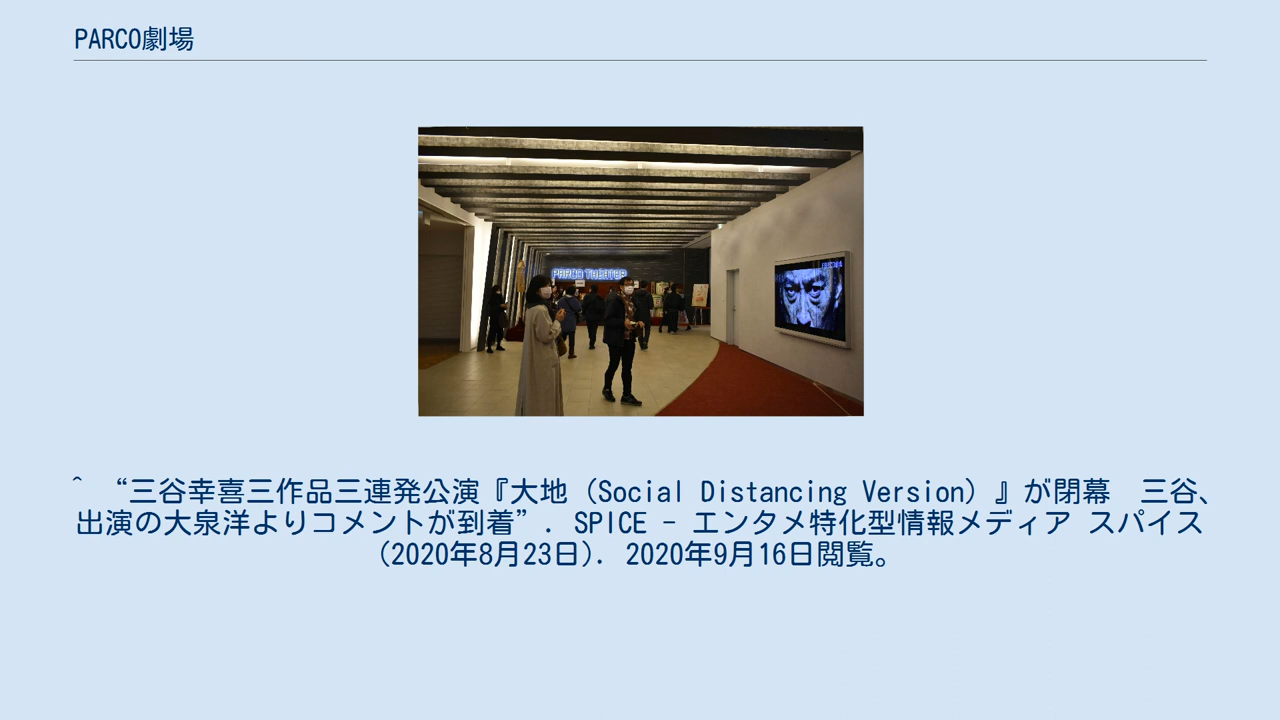 PARCO劇場
PARCO THEATER
^ “三谷幸喜三作品三連発公演『大地（Social Distancing Version）』が閉幕　三谷、
出演の大泉洋よりコメントが到着”. SPICE - エンタメ特化型情報メディア スパイス
(2020年8月23日). 2020年9月16日閲覧。